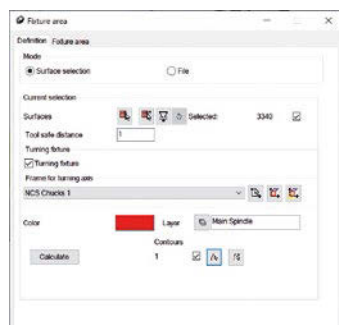 Fixture area
Definition Fixture area
Mode
Surface selection File
Current selection
Surfaces Selected: 3340
Tool safe distance 1
Turning fixture
Turning fixture
Frame for turning axis
NCS Chucks 1
Color Layer Main Spindle
Contours
Calculate 1